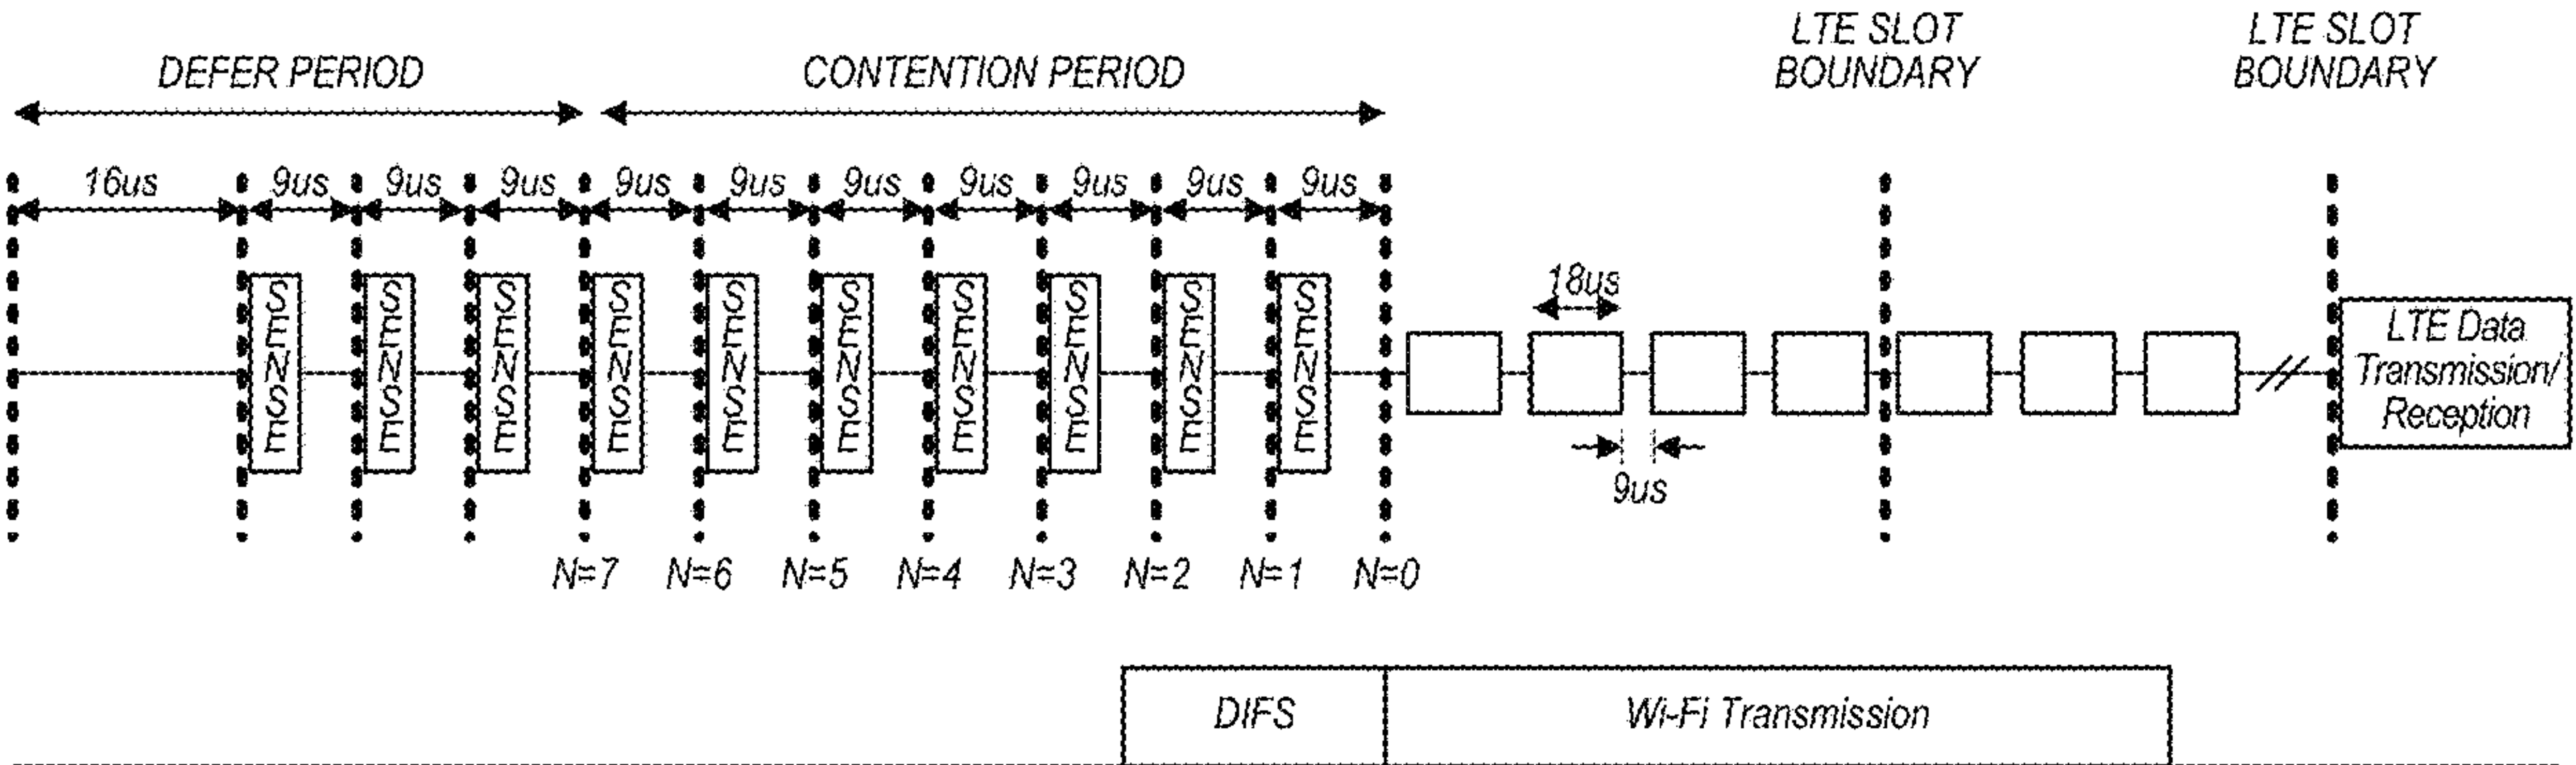 LTE SLOT
BOUNDARY
LTE SLOT
BOUNDARY
DEFER PERIOD
CONTENTION PERIOD
16us
9us
9us
9us
9us
9us
9us
9us
9us
9us
9us
SENSE
SENSE
SENSE
SENSE
SENSE
SENSE
SENSE
SENSE
SENSE
SENSE
18us
9us
LTE Data
Transmission/
Reception
N=7
N=6
N=5
N=4
N=3
N=2
N=1
N=0
DIFS
Wi-Fi Transmission